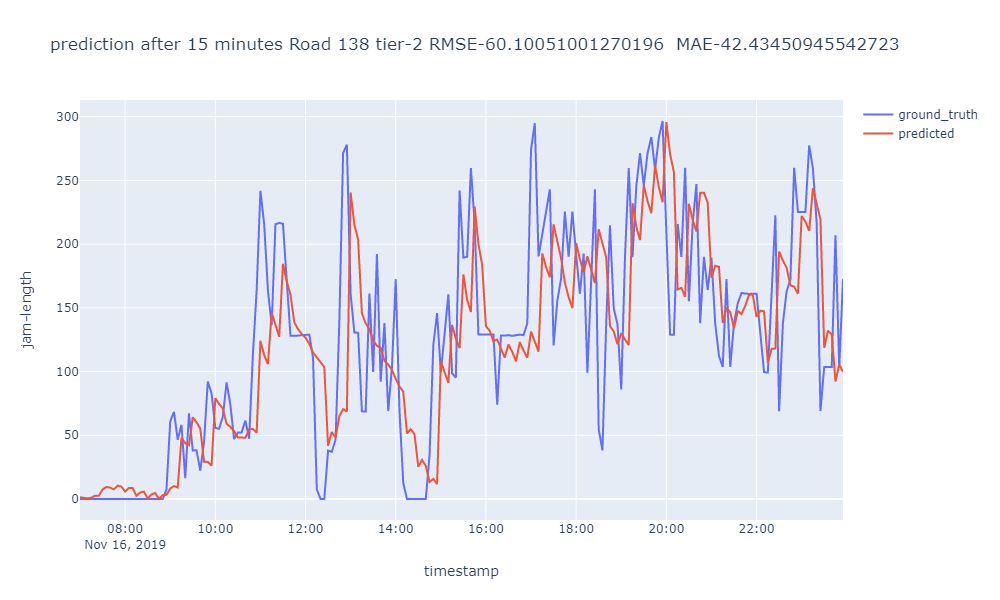 prediction after 15 minutes Road 138 tier-2 RMSE-60.10051001270196  MAE-42.43450945542723
ground_truth
predicted
300
250
200
150
100
50
0
jam-length
08:00 10:00 12:00 14:00 16:00 18:00 20:00 22:00
Nov 16, 2019
timestamp